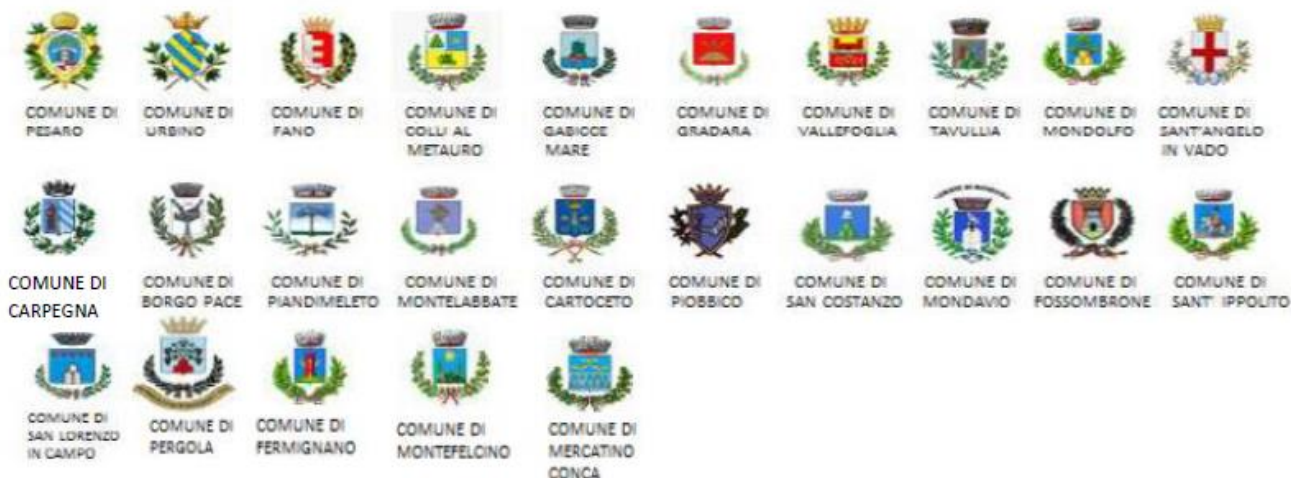 COMUNE DI
PESARO
COMUNE DI
URBINO
COMUNE DI
FANO
COMUNE DI
COLLI AL
METAURO
COMUNE DI
GABICCE
MARE
COMUNE DI
GRADARA
COMUNE DI
VALLEFOGLIA
COMUNE DI
TAVULLIA
COMUNE DI
MONDOLFO
COMUNE DI
SANT'ANGELO
IN VADO
COMUNE DI
CARPEGNA
COMUNE DI
BORGO PACE
COMUNE DI
PIANDIMELETO
COMUNE DI
MONTELABBATE
COMUNE DI
CARTOCETO
COMUNE DI
PIOBBICO
COMUNE DI
SAN COSTANZO
COMUNE DI
MONDAVIO
COMUNE DI
FOSSOMBRONE
COMUNE DI
SANT' IPPOLITO
COMUNE DI
SAN LORENZO
IN CAMPO
COMUNE DI
PERGOLA
COMUNE DI
FERMIGNANO
COMUNE DI
MONTEFELCINO
COMUNE DI
MERCATINO
CONCA